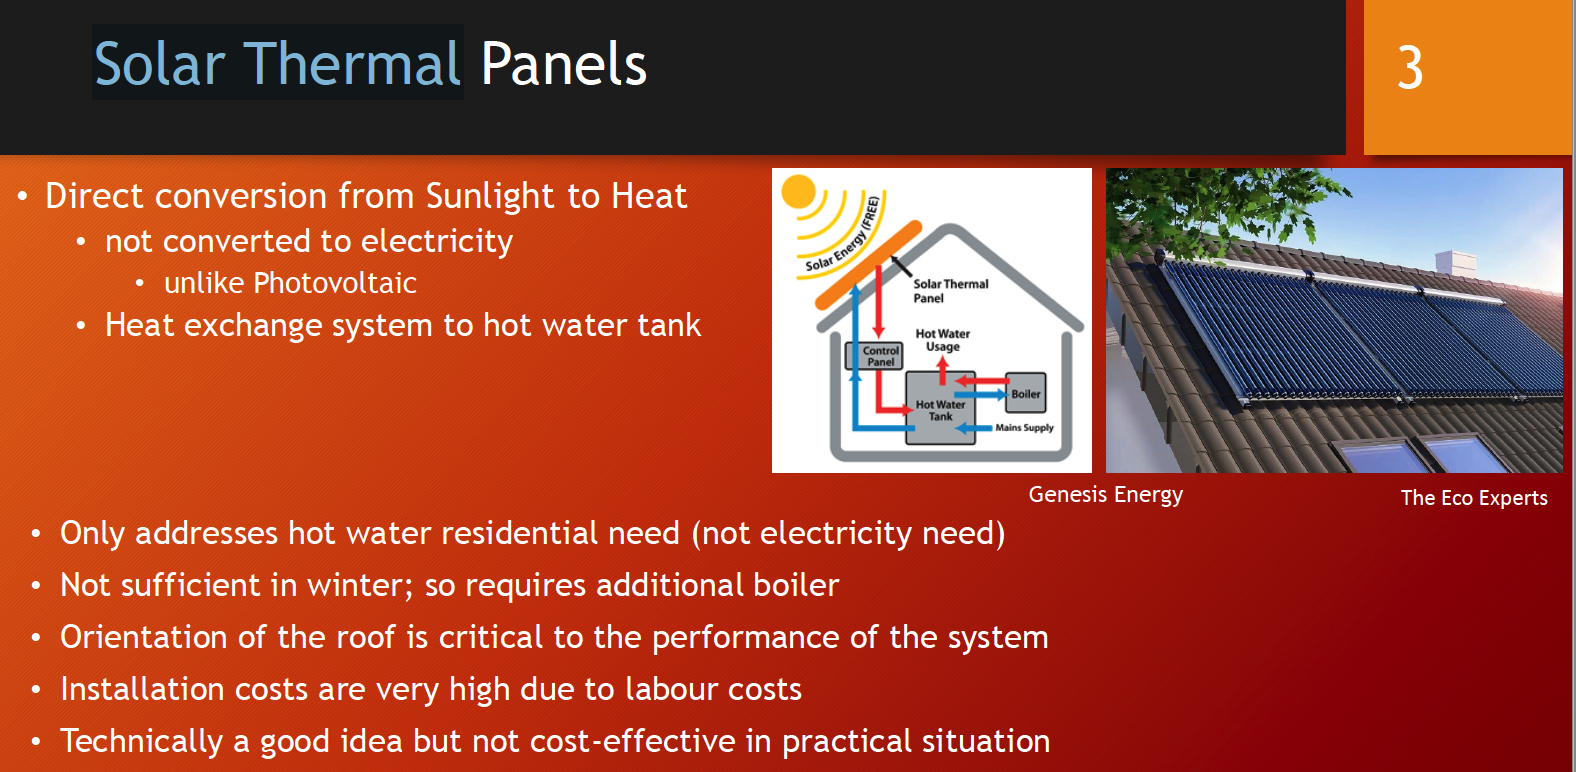 Solar Thermal Panels
3
• Direct conversion from Sunlight to Heat
• not converted to electricity
• unlike Photovoltaic
• Heat exchange system to hot water tank
Solar Energy (FREE)
Solar Thermal
Panel
Hot Water
Usage
Control
Panel
Hot Water
Tank
Boiler
Mains Supply
Genesis Energy
The Eco Experts
• Only addresses hot water residential need (not electricity need)
• Not sufficient in winter; so requires additional boiler
• Orientation of the roof is critical to the performance of the system
• Installation costs are very high due to labour costs
• Technically a good idea but not cost-effective in practical situation